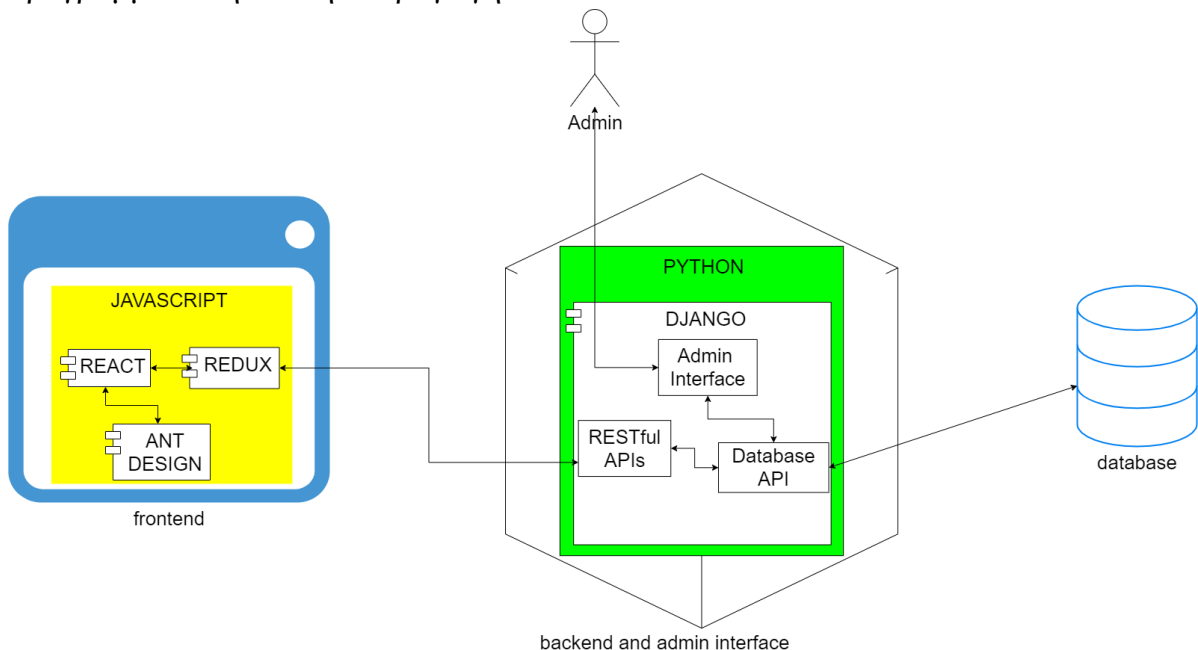 Admin
JAVASCRIPT
REACT
REDUX
ANT
DESIGN
frontend
PYTHON
DJANGO
Admin
Interface
RESTful
APIs
Database
API
backend and admin interface
database